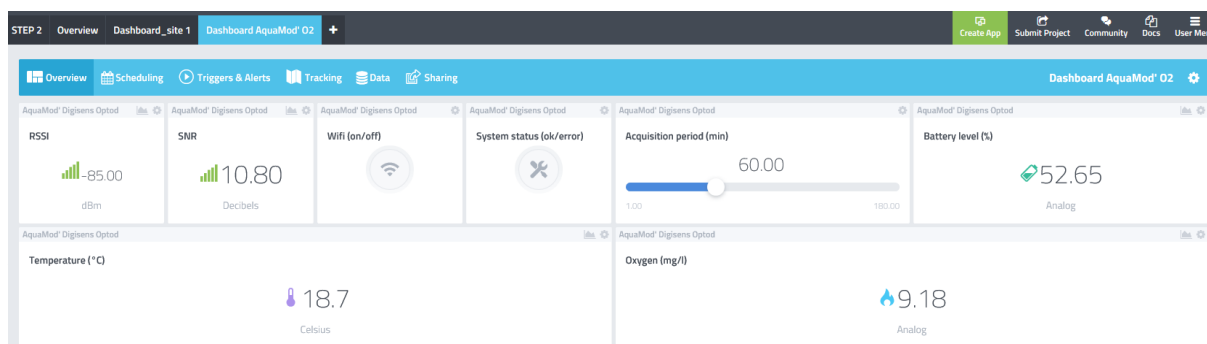 STEP 2 Overview Dashboard_site 1 Dashboard AquaMod' O2 +
Create App Submit Project Community Docs User Me
Overview Scheduling Triggers & Alerts Tracking Data Sharing Dashboard AquaMod' O2
AquaMod' Digisens Optod AquaMod' Digisens Optod AquaMod' Digisens Optod AquaMod' Digisens Optod AquaMod' Digisens Optod AquaMod' Digisens Optod
RSSI SNR Wifi (on/off) System status (ok/error) Acquisition period (min) Battery level (%)
-85.00 10.80 60.00 52.65
dBm Decibels 1.00 180.00 Analog
AquaMod' Digisens Optod AquaMod' Digisens Optod
Temperature (°C) Oxygen (mg/l)
18.7 9.18
Celsius Analog